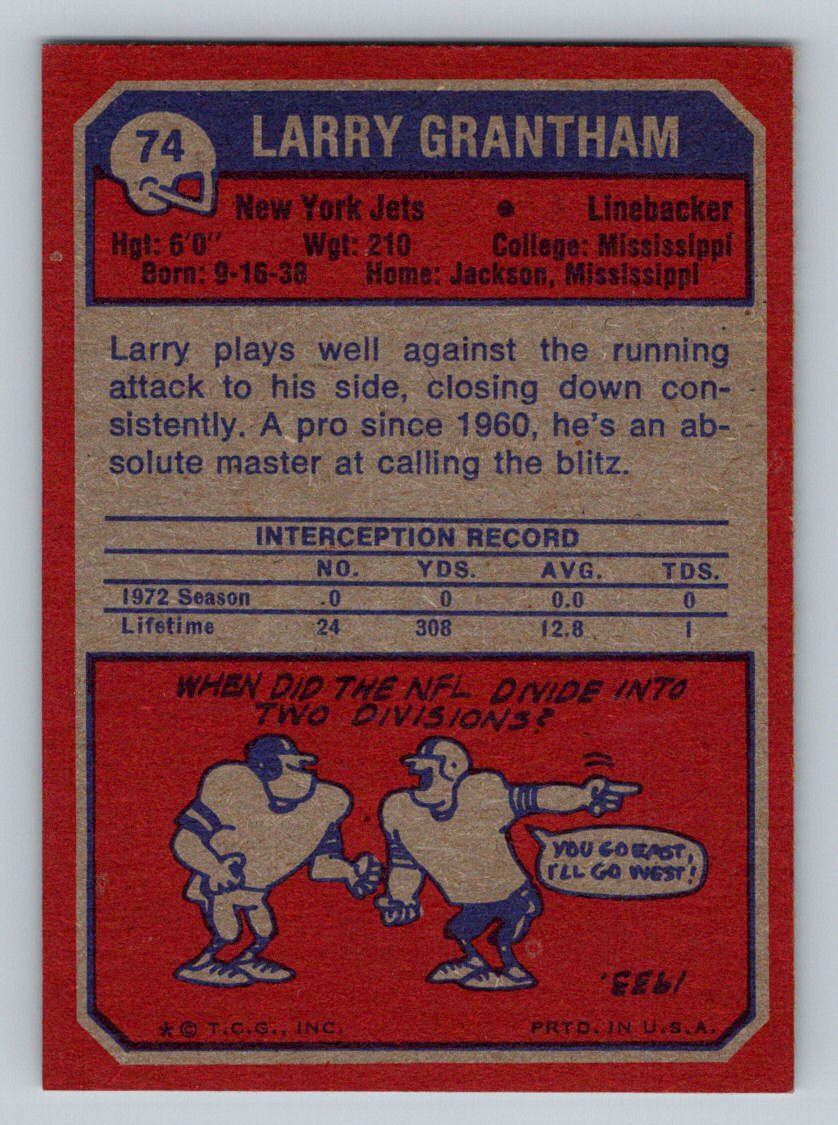 74
LARRY GRANTHAM
New York Jets • Linebacker
Hgt: 6'0" Wgt: 210 College: Mississippi
Born: 9-16-38 Home: Jackson, Mississippi
Larry plays well against the running
attack to his side, closing down con-
sistently. A pro since 1960, he's an ab-
solute master at calling the blitz.
INTERCEPTION RECORD
NO. YDS. AVG. TDS.
1972 Season .0 0 0.0 0
Lifetime 24 308 12.8 1
WHEN DID THE NFL DIVIDE INTO
TWO DIVISIONS?
YOU GO EAST,
I'LL GO WEST!
1933.
* © T.C.G., INC. PRTD. IN U.S.A.